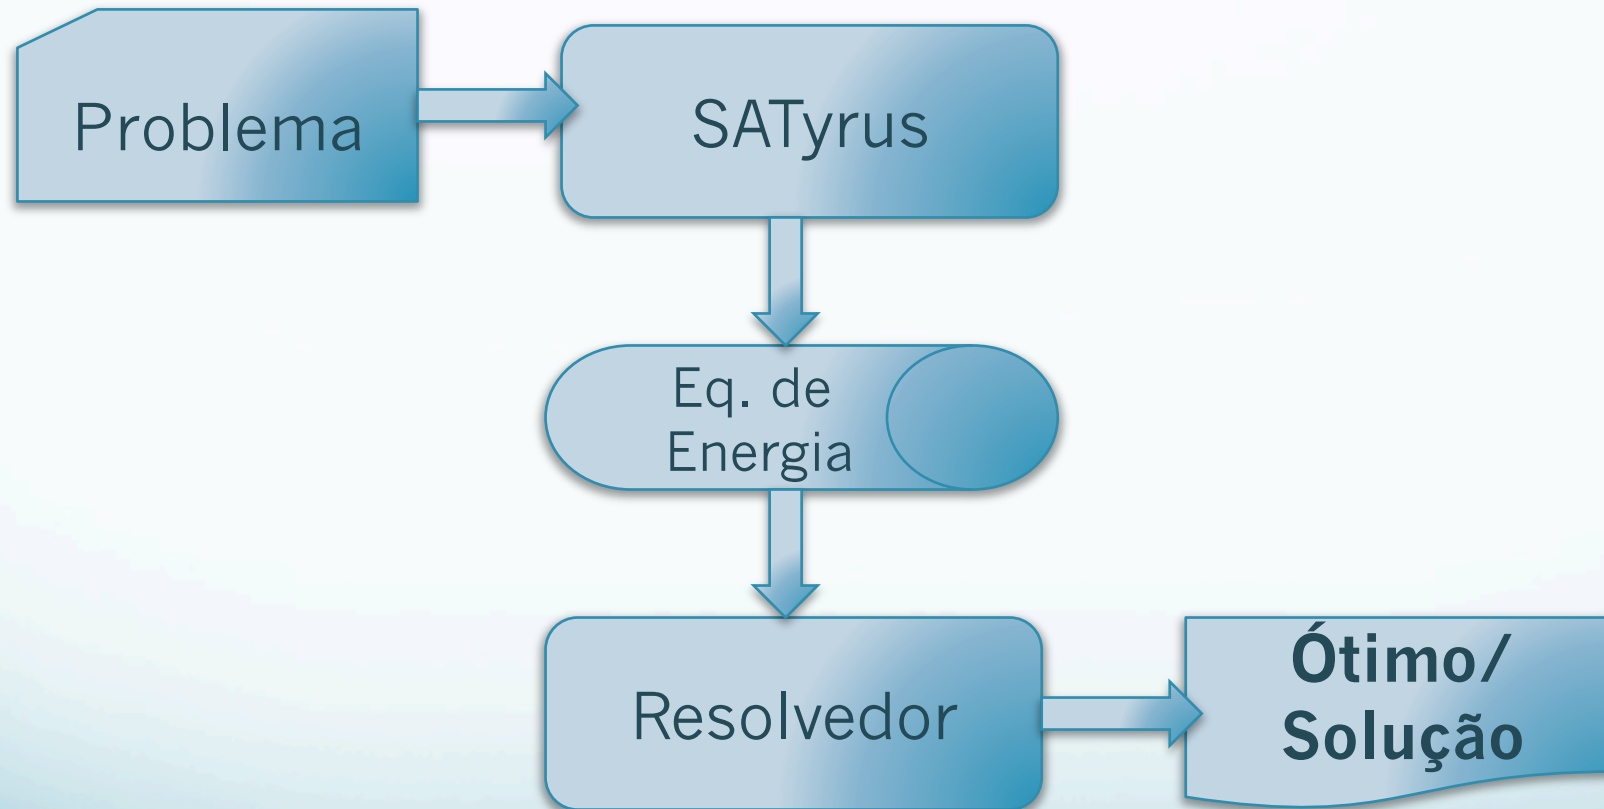 Problema
SATyrus
Eq. de
Energia
Resolvedor
Ótimo/
Solução